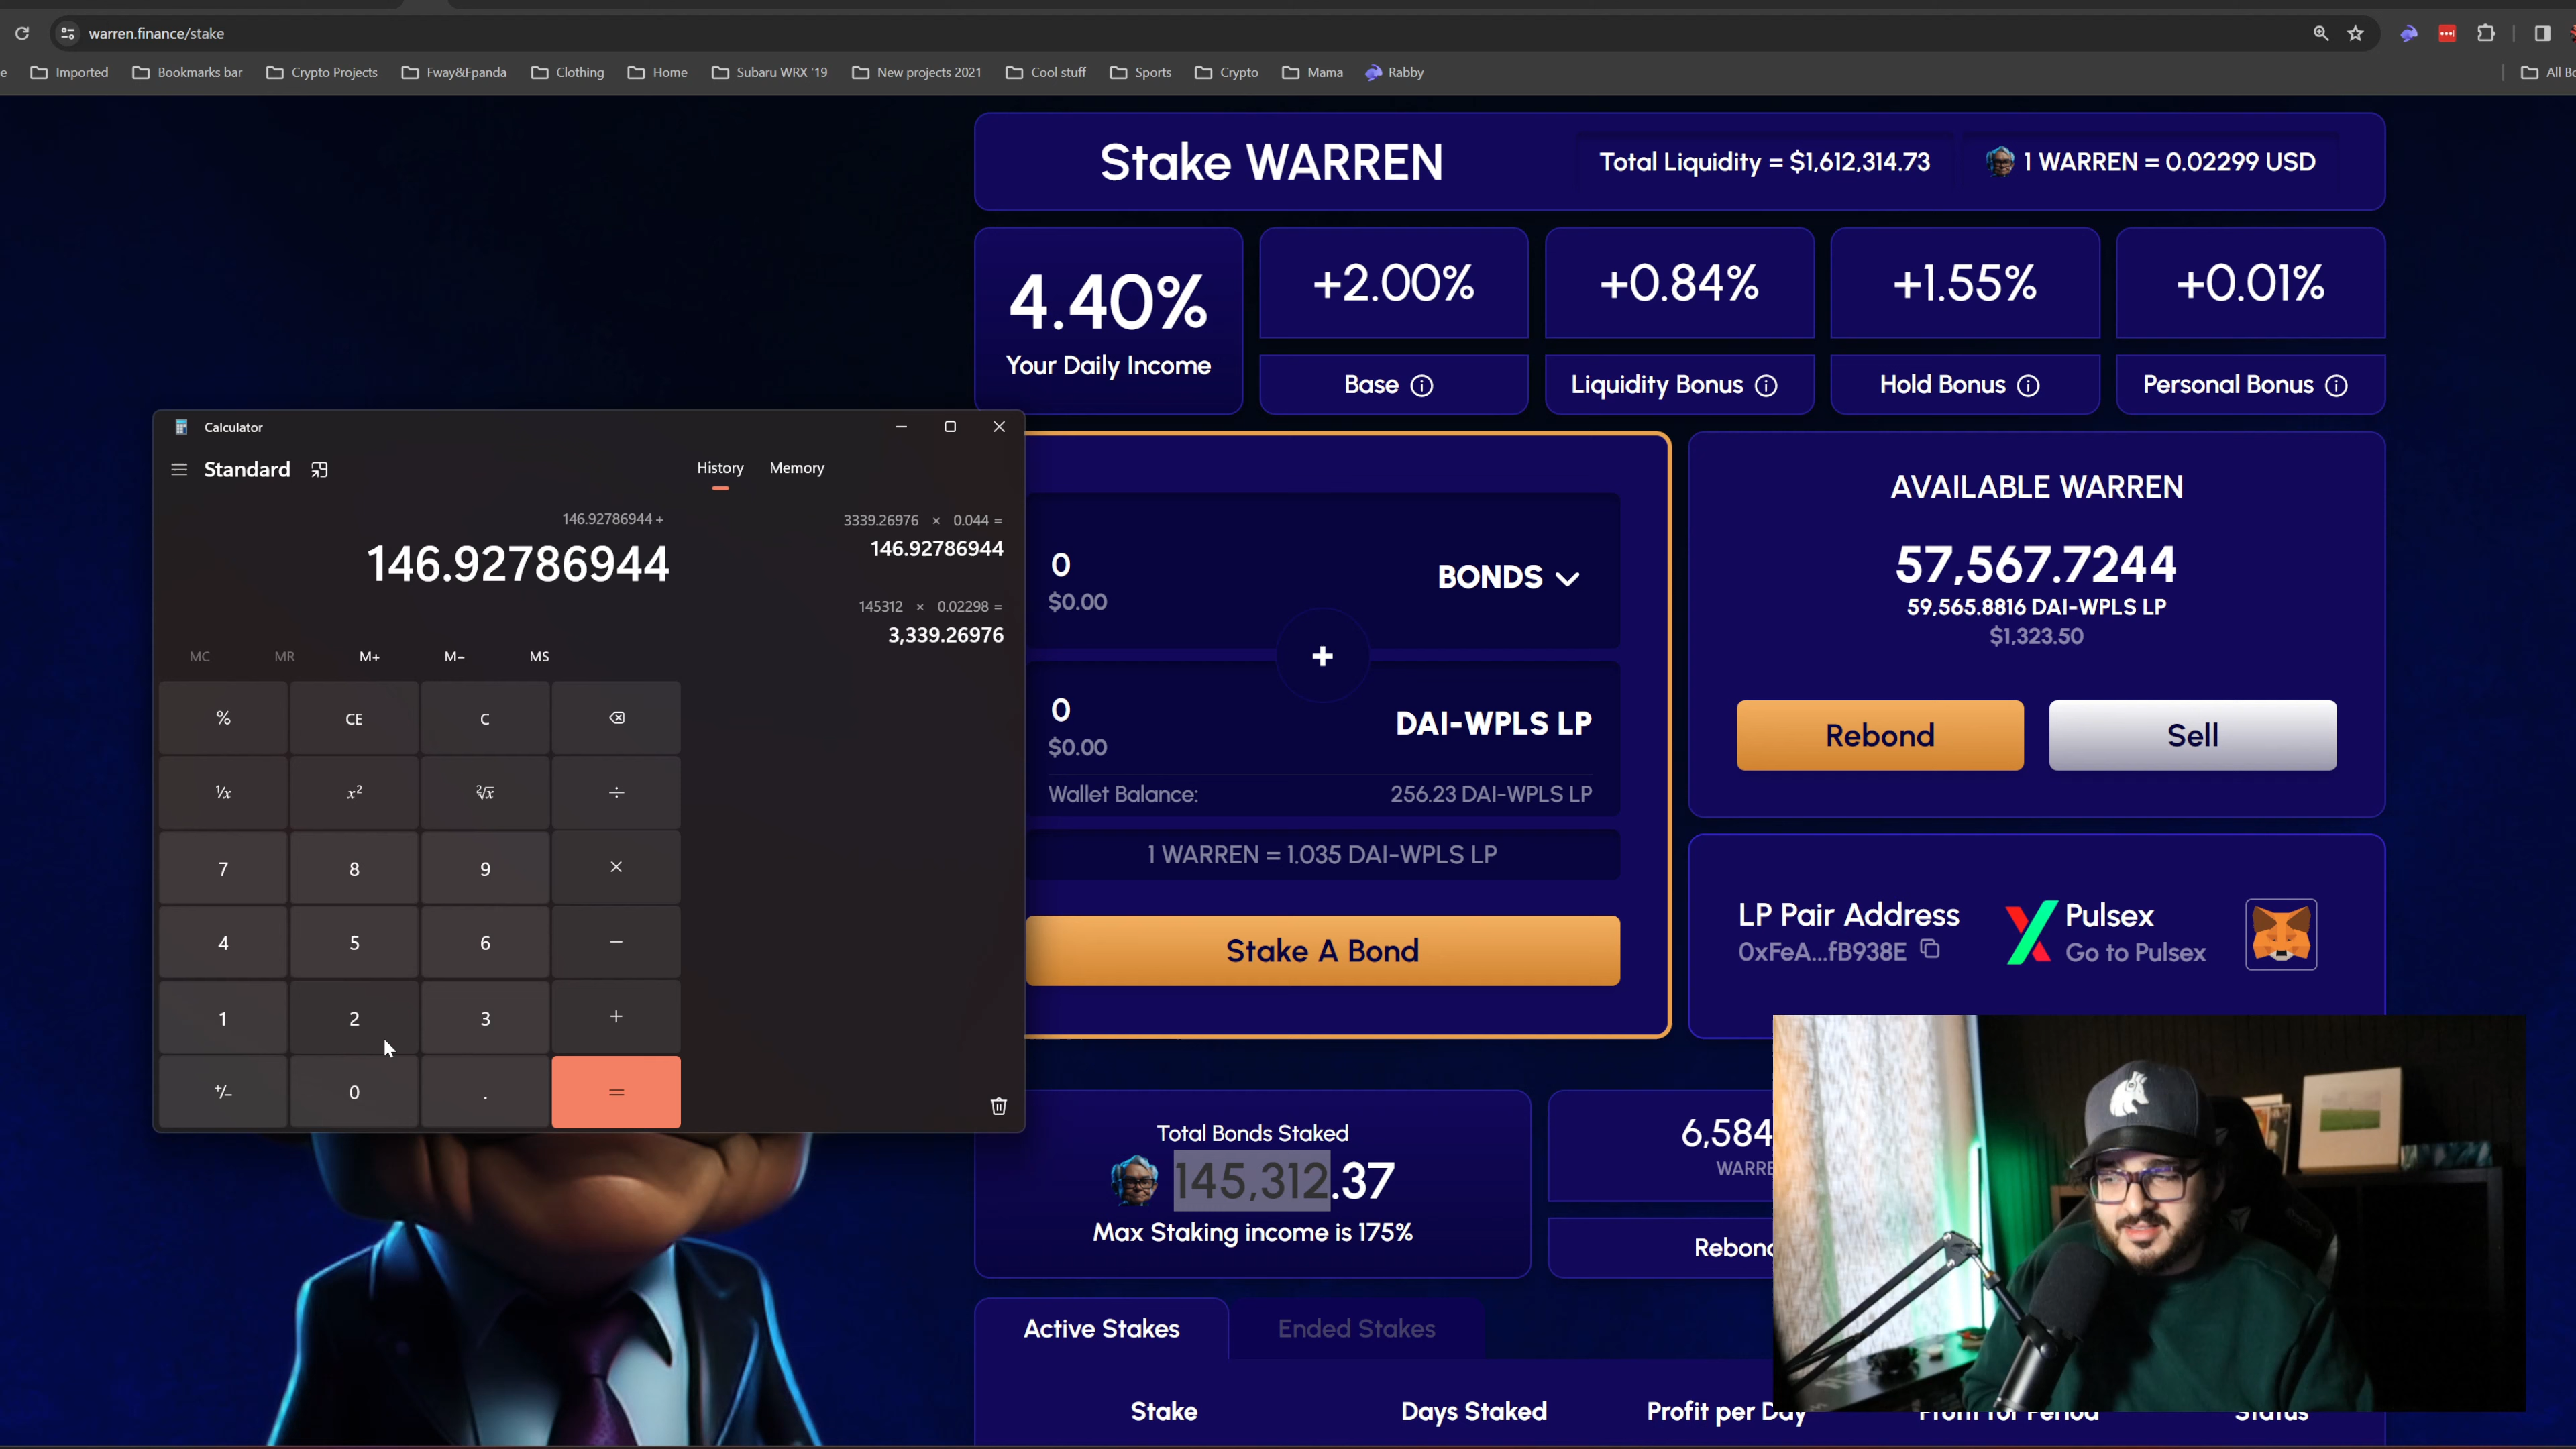 warren.finance/stake
e Imported Bookmarks bar Crypto Projects Fway&Fpanda Clothing Home Subaru WRX '19 New projects 2021 Cool stuff Sports Crypto Mama Rabby All Bo
Stake WARREN Total Liquidity = $1,612,314.73 1 WARREN = 0.02299 USD
4.40%
Your Daily Income
+2.00%
Base
+0.84%
Liquidity Bonus
+1.55%
Hold Bonus
+0.01%
Personal Bonus
Calculator
Standard
History Memory
146.92786944 +
146.92786944
3339.26976 × 0.044 =
146.92786944
145312 × 0.02298 =
3,339.26976
MC MR M+ M− MS
% CE C
¹/x x² ²√x ÷
7 8 9 ×
4 5 6 −
1 2 3 +
+/− 0 . =
0
$0.00
BONDS
+
0
$0.00
DAI-WPLS LP
Wallet Balance: 256.23 DAI-WPLS LP
1 WARREN = 1.035 DAI-WPLS LP
Stake A Bond
AVAILABLE WARREN
57,567.7244
59,565.8816 DAI-WPLS LP
$1,323.50
Rebond Sell
LP Pair Address
0xFeA...fB938E
Pulsex
Go to Pulsex
Total Bonds Staked
145,312.37
Max Staking income is 175%
6,584
WARRE
Rebond
Active Stakes Ended Stakes
Stake Days Staked Profit per Day Profit for Period Status